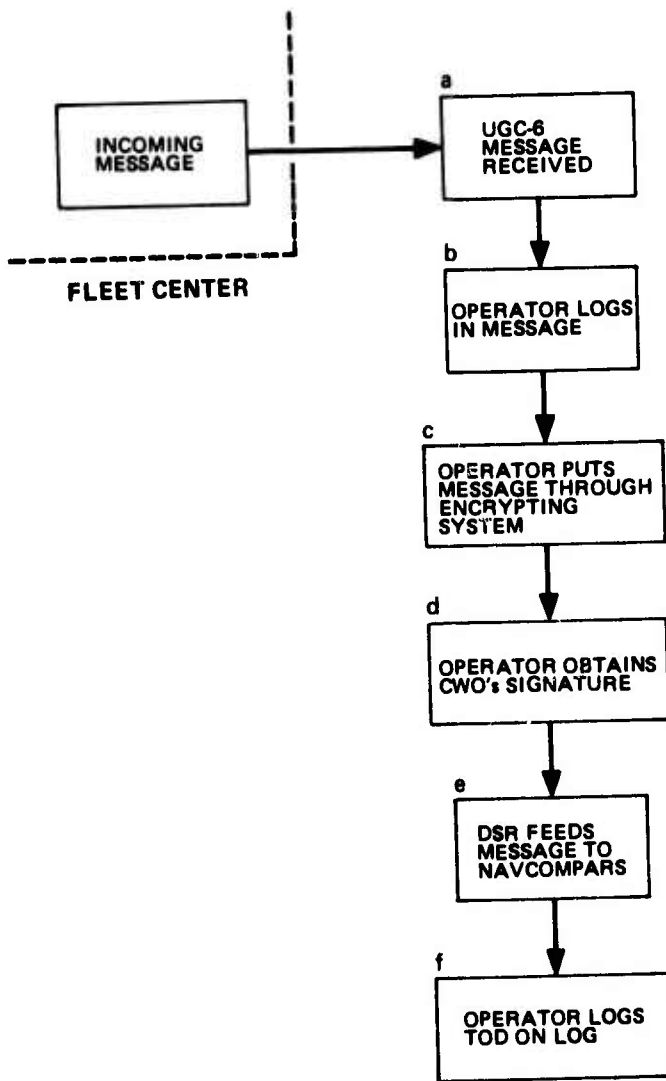 INCOMING
MESSAGE
FLEET CENTER
a
UGC-6
MESSAGE
RECEIVED
b
OPERATOR LOGS
IN MESSAGE
c
OPERATOR PUTS
MESSAGE THROUGH
ENCRYPTING
SYSTEM
d
OPERATOR OBTAINS
CWO's SIGNATURE
e
DSR FEEDS
MESSAGE TO
NAVCOMPARS
f
OPERATOR LOGS
TOD ON LOG